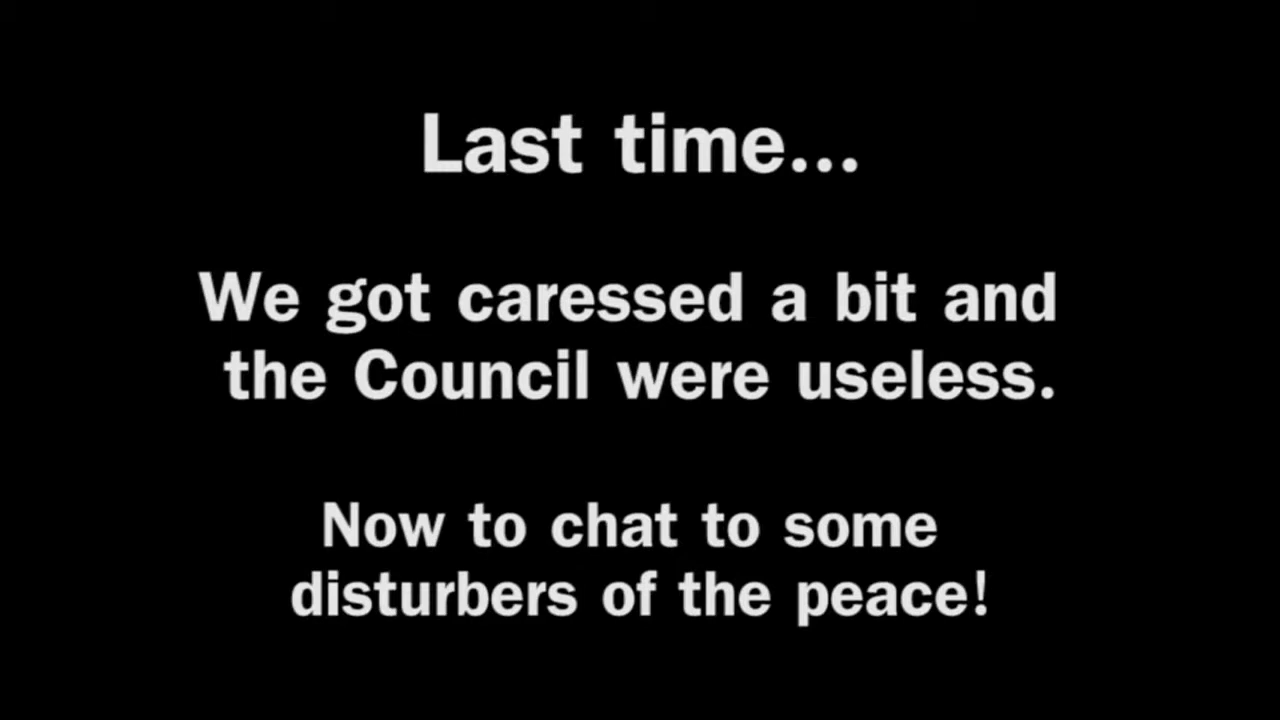 Last time...
We got caressed a bit and
the Council were useless.
Now to chat to some
disturbers of the peace!